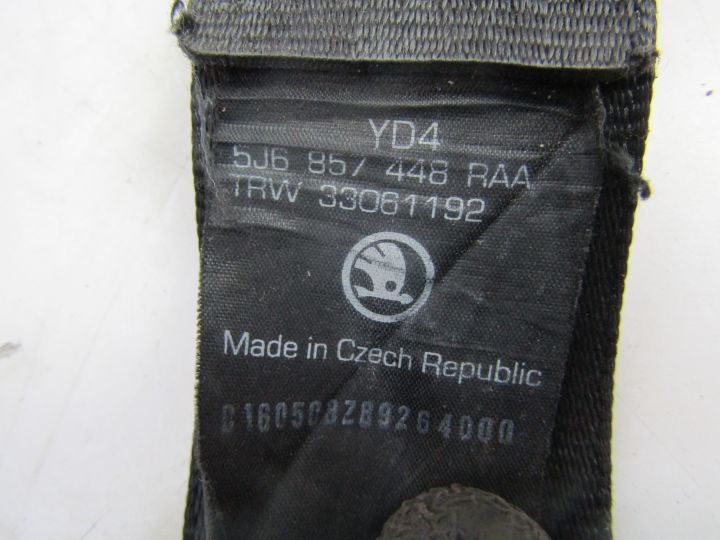 YD4
5J6 857 448 RAA
TRW 33061192
Made in Czech Republic